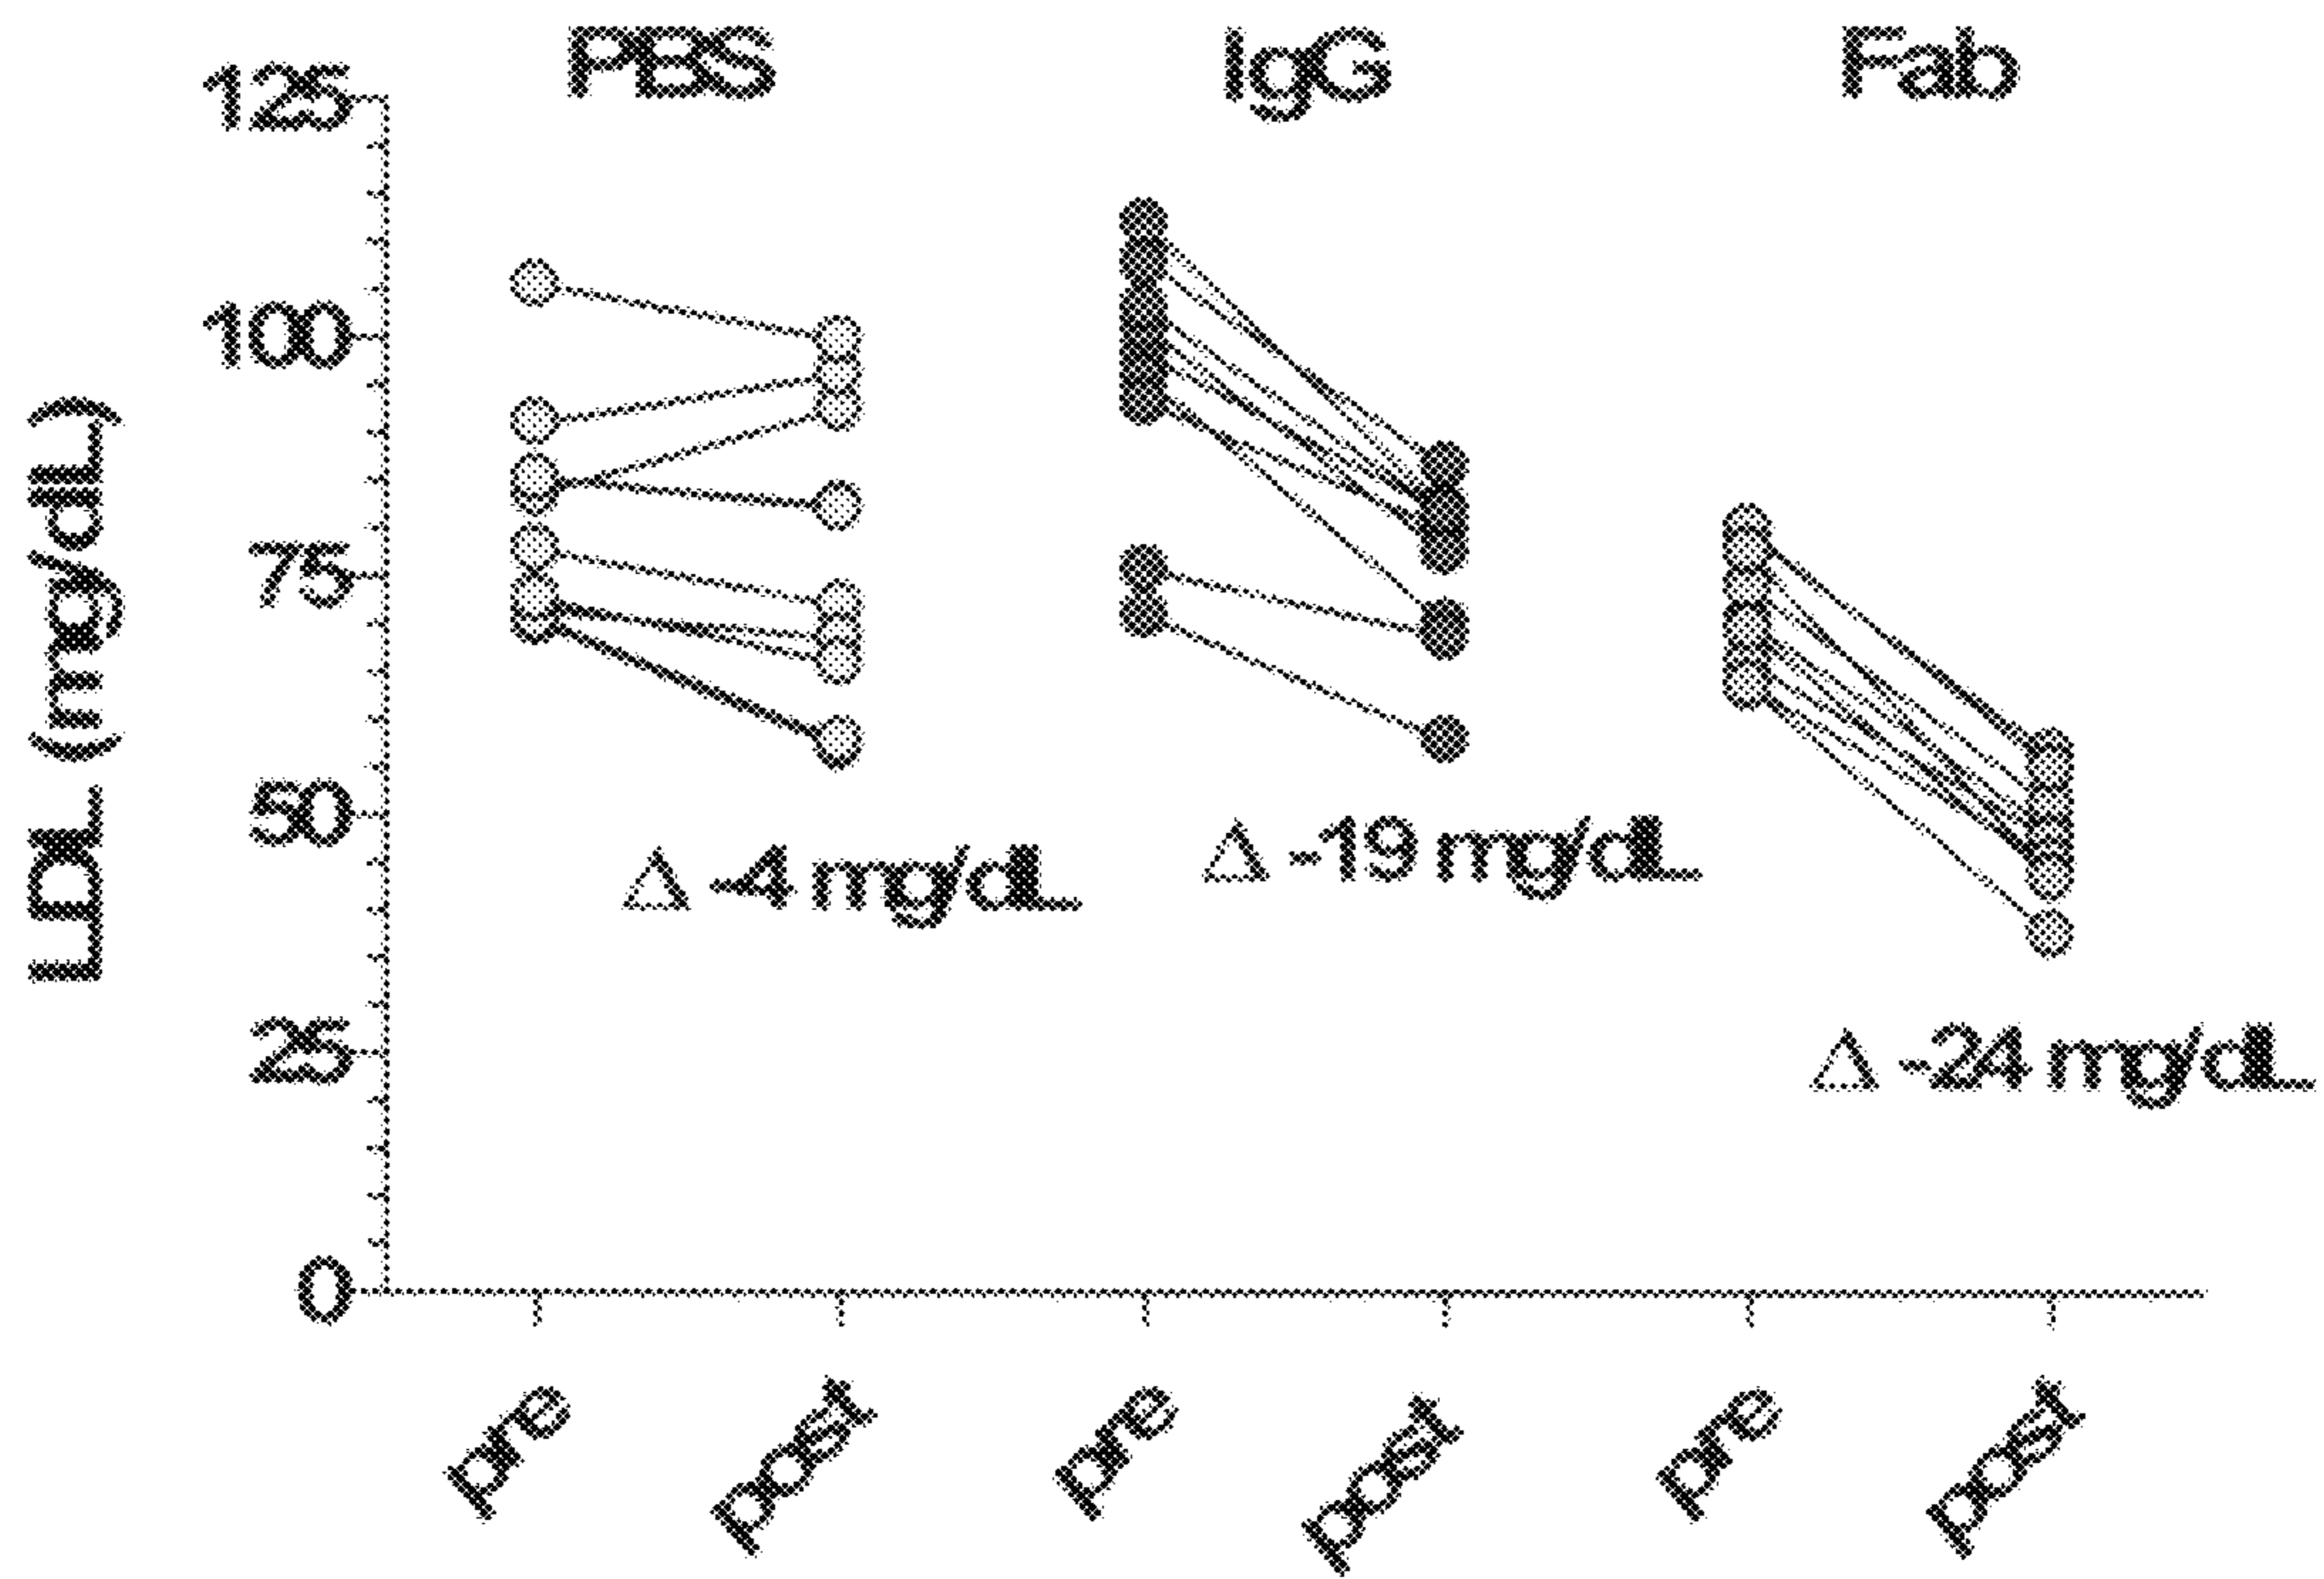 PBS IgG Fab
LDL (mg/dL)
125
100
75
50
25
0
Δ -4 mg/dL
Δ -19 mg/dL
Δ -24 mg/dL
pre post pre post pre post